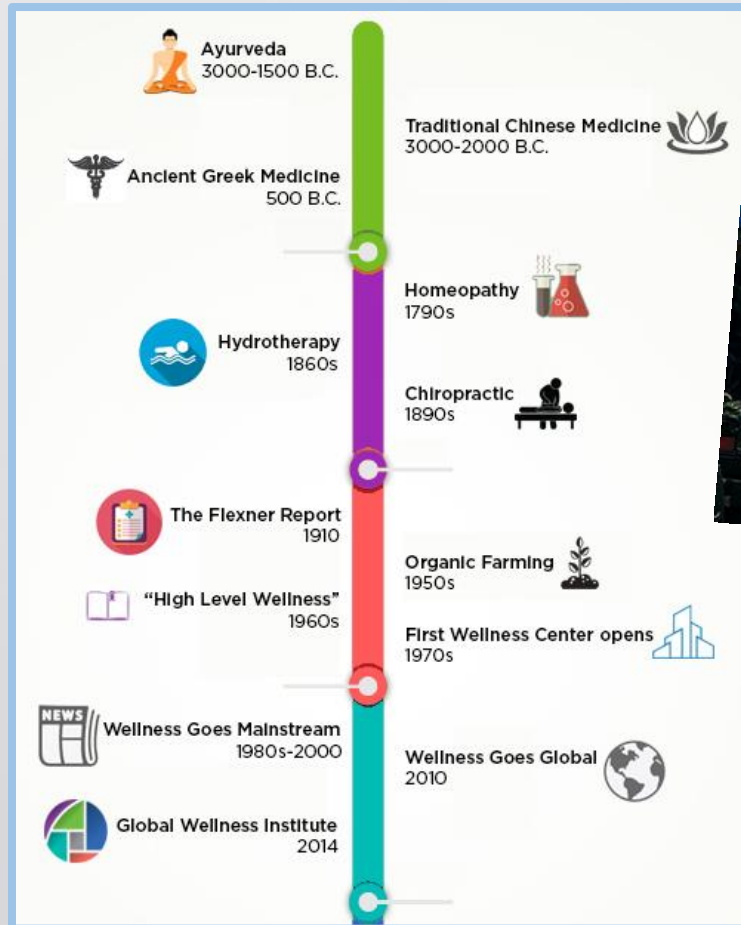 Ayurveda
3000-1500 B.C.
Traditional Chinese Medicine
3000-2000 B.C.
Ancient Greek Medicine
500 B.C.
Homeopathy
1790s
Hydrotherapy
1860s
Chiropractic
1890s
The Flexner Report
1910
Organic Farming
1950s
“High Level Wellness”
1960s
First Wellness Center opens
1970s
NEWS
Wellness Goes Mainstream
1980s-2000
Wellness Goes Global
2010
Global Wellness Institute
2014